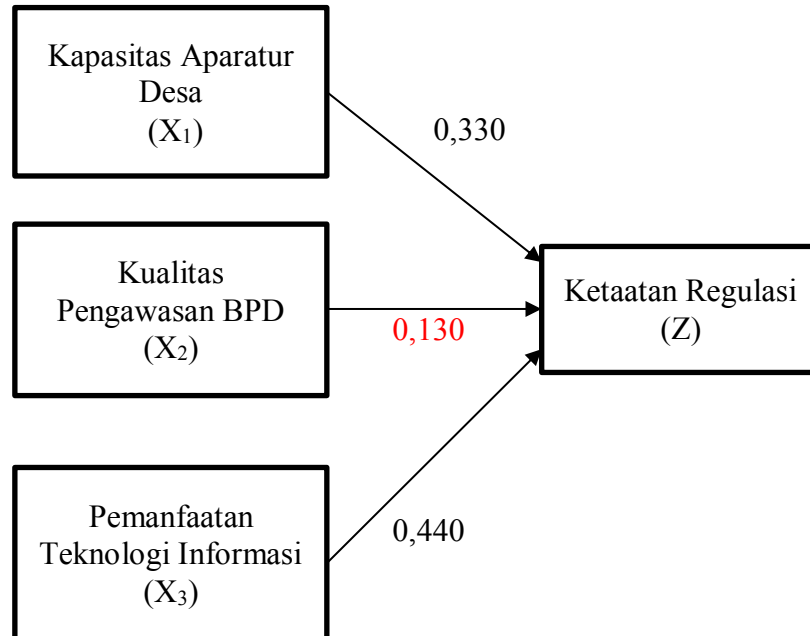 Kapasitas Aparatur
Desa
(X₁)
0,330
Kualitas
Pengawasan BPD
(X₂)
0,130
Ketaatan Regulasi
(Z)
Pemanfaatan
Teknologi Informasi
(X₃)
0,440